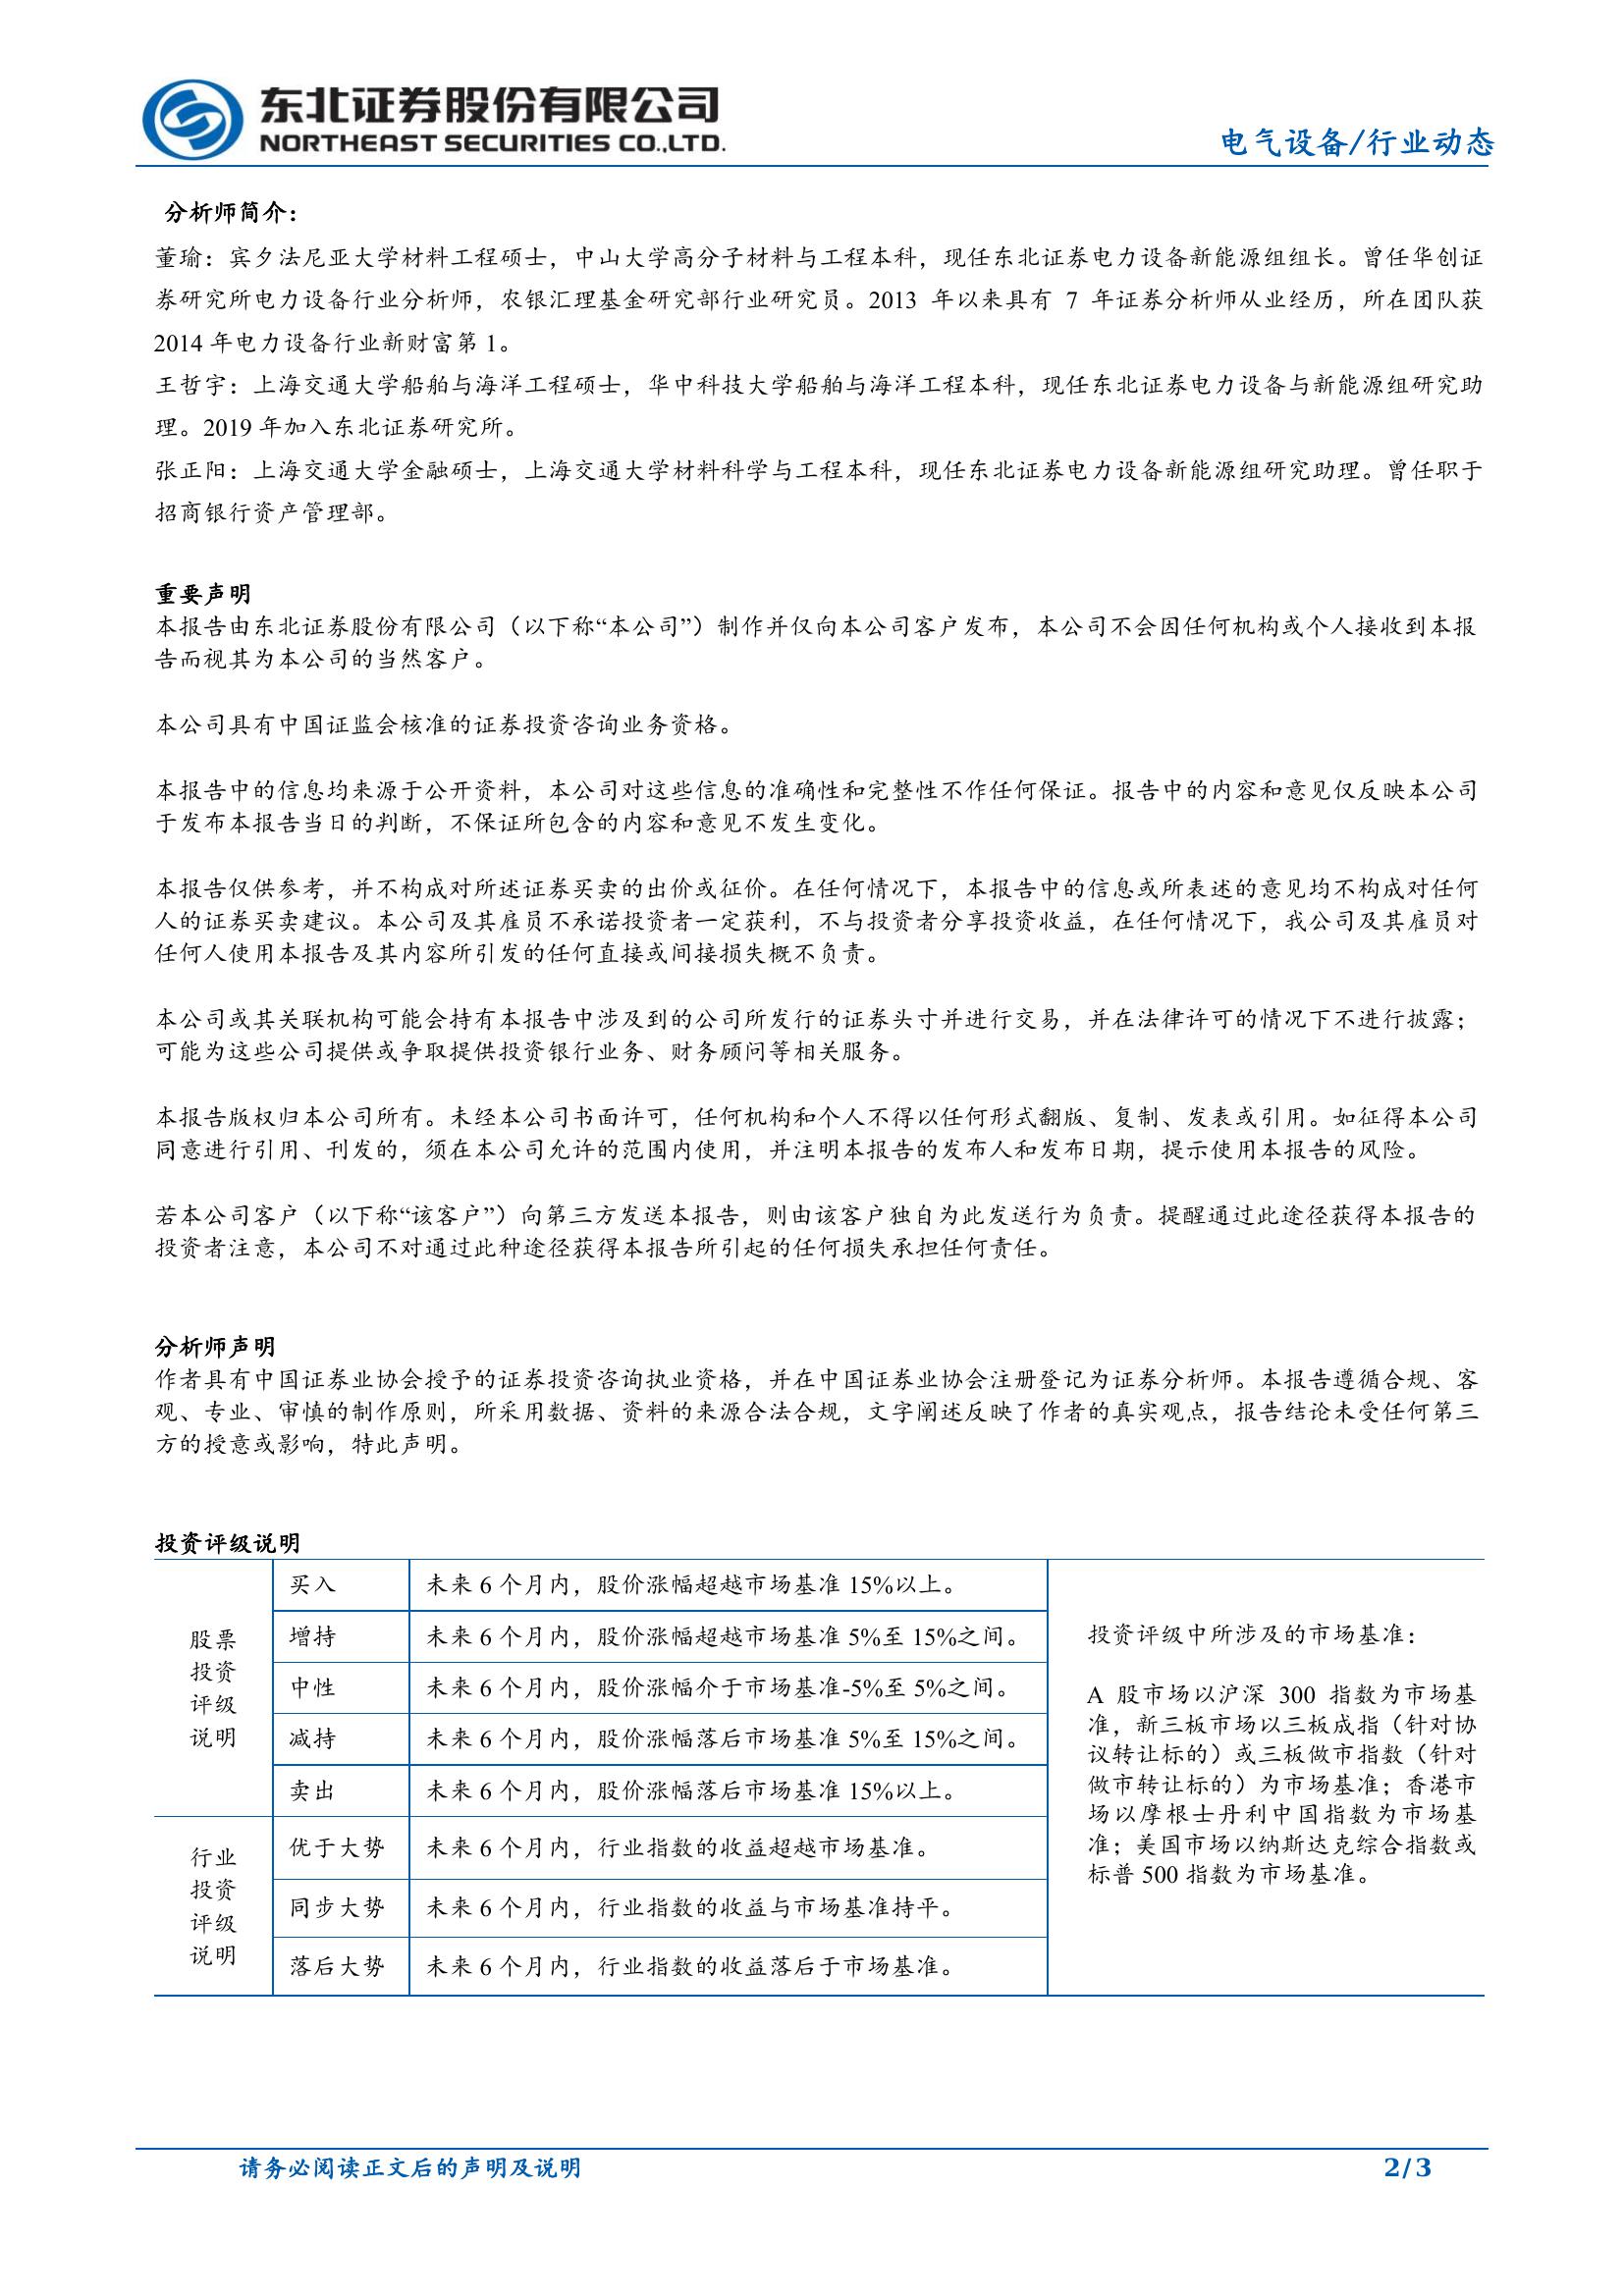 东北证券股份有限公司
NORTHEAST SECURITIES CO.,LTD.
电气设备/行业动态
分析师简介：
董瑜：宾夕法尼亚大学材料工程硕士，中山大学高分子材料与工程本科，现任东北证券电力设备新能源组组长。曾任华创证
券研究所电力设备行业分析师，农银汇理基金研究部行业研究员。2013 年以来具有 7 年证券分析师从业经历，所在团队获
2014 年电力设备行业新财富第 1。
王哲宇：上海交通大学船舶与海洋工程硕士，华中科技大学船舶与海洋工程本科，现任东北证券电力设备与新能源组研究助
理。2019 年加入东北证券研究所。
张正阳：上海交通大学金融硕士，上海交通大学材料科学与工程本科，现任东北证券电力设备新能源组研究助理。曾任职于
招商银行资产管理部。
重要声明
本报告由东北证券股份有限公司（以下称“本公司”）制作并仅向本公司客户发布，本公司不会因任何机构或个人接收到本报
告而视其为本公司的当然客户。
本公司具有中国证监会核准的证券投资咨询业务资格。
本报告中的信息均来源于公开资料，本公司对这些信息的准确性和完整性不作任何保证。报告中的内容和意见仅反映本公司
于发布本报告当日的判断，不保证所包含的内容和意见不发生变化。
本报告仅供参考，并不构成对所述证券买卖的出价或征价。在任何情况下，本报告中的信息或所表述的意见均不构成对任何
人的证券买卖建议。本公司及其雇员不承诺投资者一定获利，不与投资者分享投资收益，在任何情况下，我公司及其雇员对
任何人使用本报告及其内容所引发的任何直接或间接损失概不负责。
本公司或其关联机构可能会持有本报告中涉及到的公司所发行的证券头寸并进行交易，并在法律许可的情况下不进行披露；
可能为这些公司提供或争取提供投资银行业务、财务顾问等相关服务。
本报告版权归本公司所有。未经本公司书面许可，任何机构和个人不得以任何形式翻版、复制、发表或引用。如征得本公司
同意进行引用、刊发的，须在本公司允许的范围内使用，并注明本报告的发布人和发布日期，提示使用本报告的风险。
若本公司客户（以下称“该客户”）向第三方发送本报告，则由该客户独自为此发送行为负责。提醒通过此途径获得本报告的
投资者注意，本公司不对通过此种途径获得本报告所引起的任何损失承担任何责任。
分析师声明
作者具有中国证券业协会授予的证券投资咨询执业资格，并在中国证券业协会注册登记为证券分析师。本报告遵循合规、客
观、专业、审慎的制作原则，所采用数据、资料的来源合法合规，文字阐述反映了作者的真实观点，报告结论未受任何第三
方的授意或影响，特此声明。
投资评级说明
股票
投资
评级
说明
买入 未来 6 个月内，股价涨幅超越市场基准 15%以上。
增持 未来 6 个月内，股价涨幅超越市场基准 5%至 15%之间。
中性 未来 6 个月内，股价涨幅介于市场基准-5%至 5%之间。
减持 未来 6 个月内，股价涨幅落后市场基准 5%至 15%之间。
卖出 未来 6 个月内，股价涨幅落后市场基准 15%以上。
行业
投资
评级
说明
优于大势 未来 6 个月内，行业指数的收益超越市场基准。
同步大势 未来 6 个月内，行业指数的收益与市场基准持平。
落后大势 未来 6 个月内，行业指数的收益落后于市场基准。
投资评级中所涉及的市场基准：
A 股市场以沪深 300 指数为市场基
准，新三板市场以三板成指（针对协
议转让标的）或三板做市指数（针对
做市转让标的）为市场基准；香港市
场以摩根士丹利中国指数为市场基
准；美国市场以纳斯达克综合指数或
标普 500 指数为市场基准。
请务必阅读正文后的声明及说明
2/3